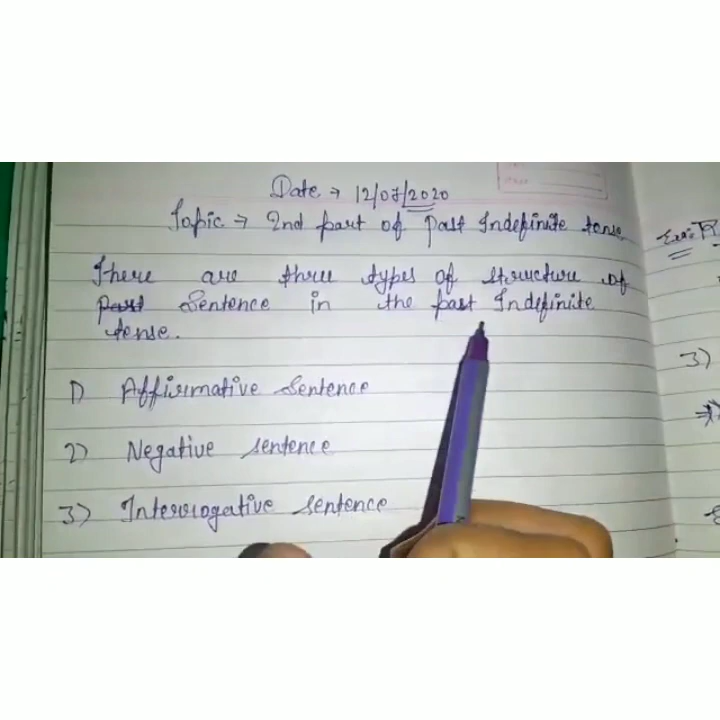 Date → 12/07/2020
Topic → 2nd part of Past Indefinite tense
There are three types of structure of
Sentence in the past Indefinite
tense.
1) Affirmative Sentence
2) Negative sentence
3) Interrogative sentence
3)